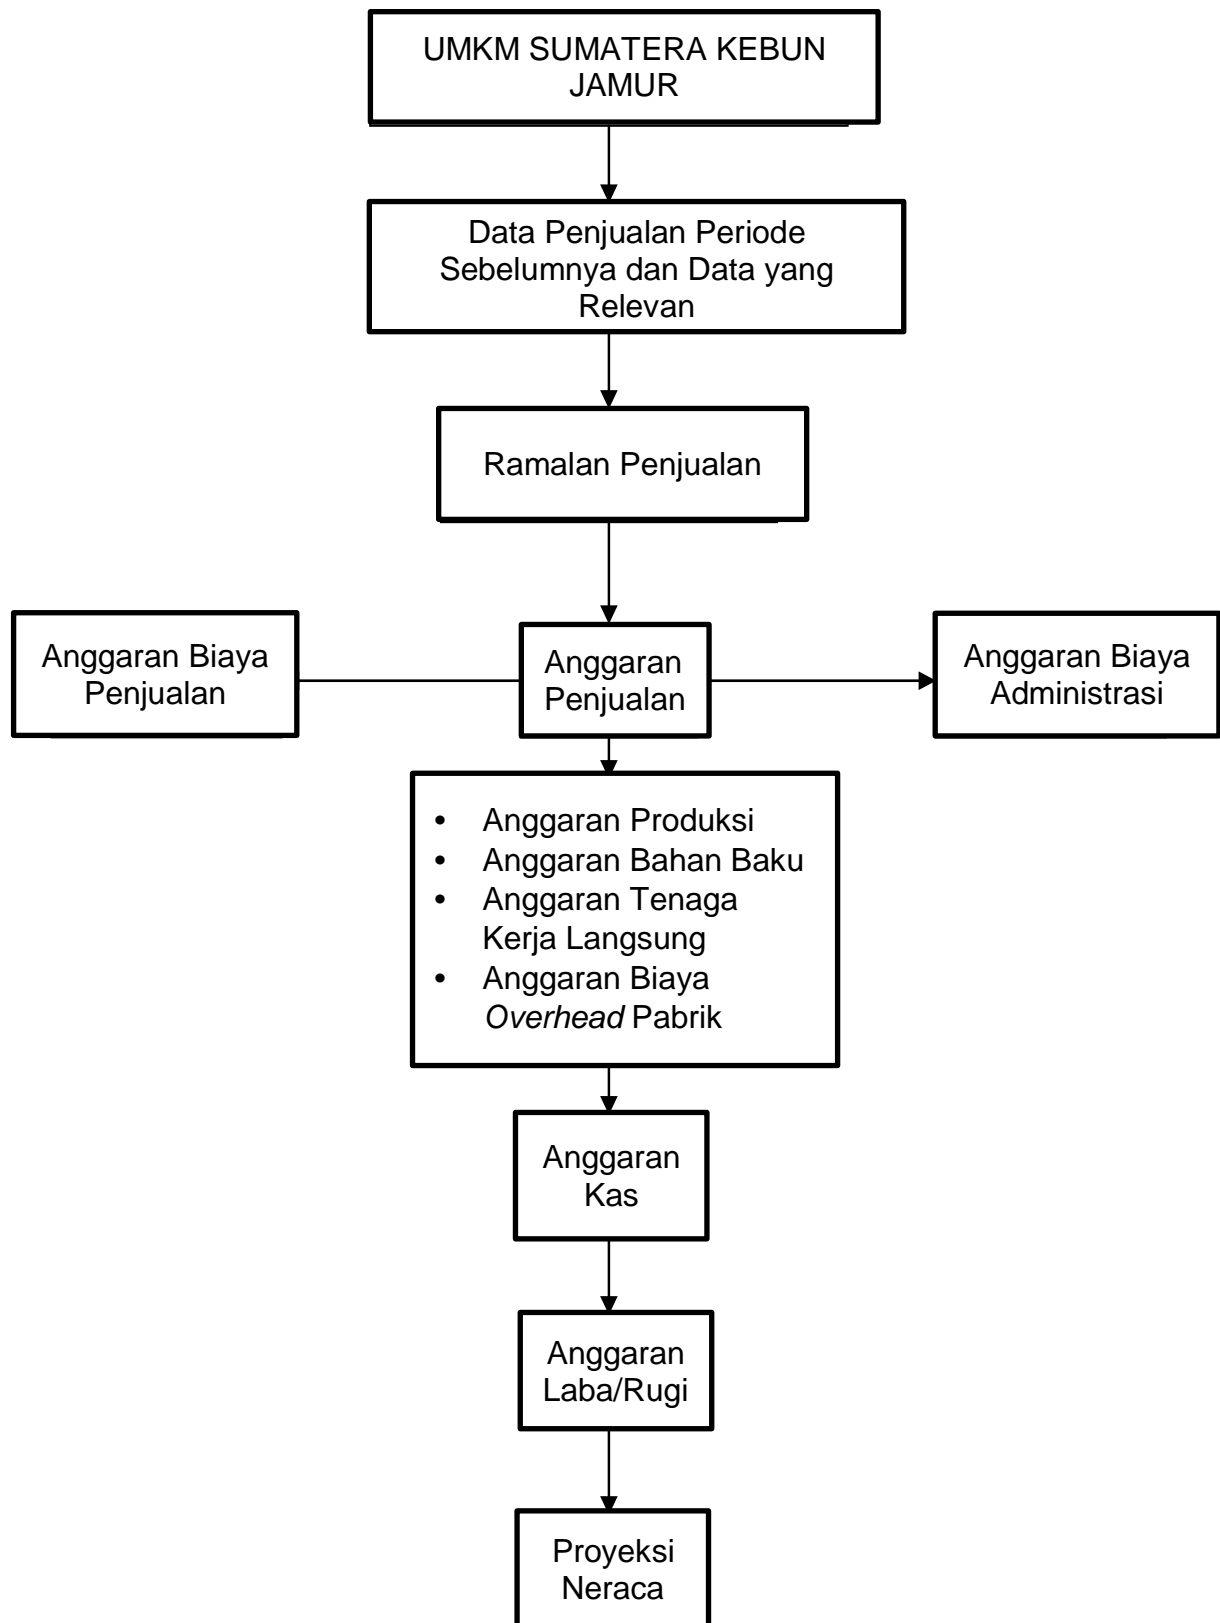 UMKM SUMATERA KEBUN
JAMUR
Data Penjualan Periode
Sebelumnya dan Data yang
Relevan
Ramalan Penjualan
Anggaran Biaya
Penjualan
Anggaran
Penjualan
Anggaran Biaya
Administrasi
• Anggaran Produksi
• Anggaran Bahan Baku
• Anggaran Tenaga
Kerja Langsung
• Anggaran Biaya
Overhead Pabrik
Anggaran
Kas
Anggaran
Laba/Rugi
Proyeksi
Neraca